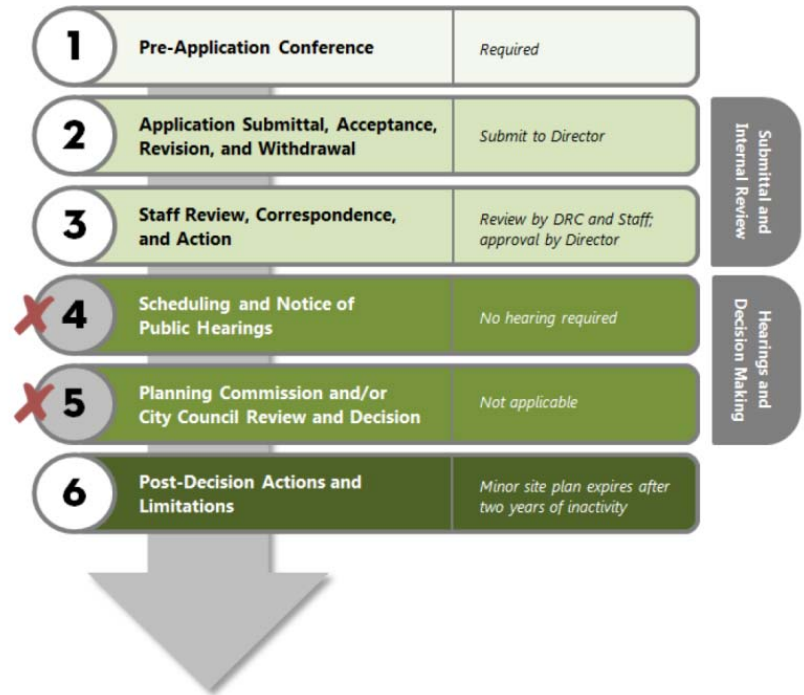 1
Pre-Application Conference
Required
2
Application Submittal, Acceptance,
Revision, and Withdrawal
Submit to Director
3
Staff Review, Correspondence,
and Action
Review by DRC and Staff;
approval by Director
Submittal and
Internal Review
4
Scheduling and Notice of
Public Hearings
No hearing required
5
Planning Commission and/or
City Council Review and Decision
Not applicable
Hearings and
Decision Making
6
Post-Decision Actions and
Limitations
Minor site plan expires after
two years of inactivity